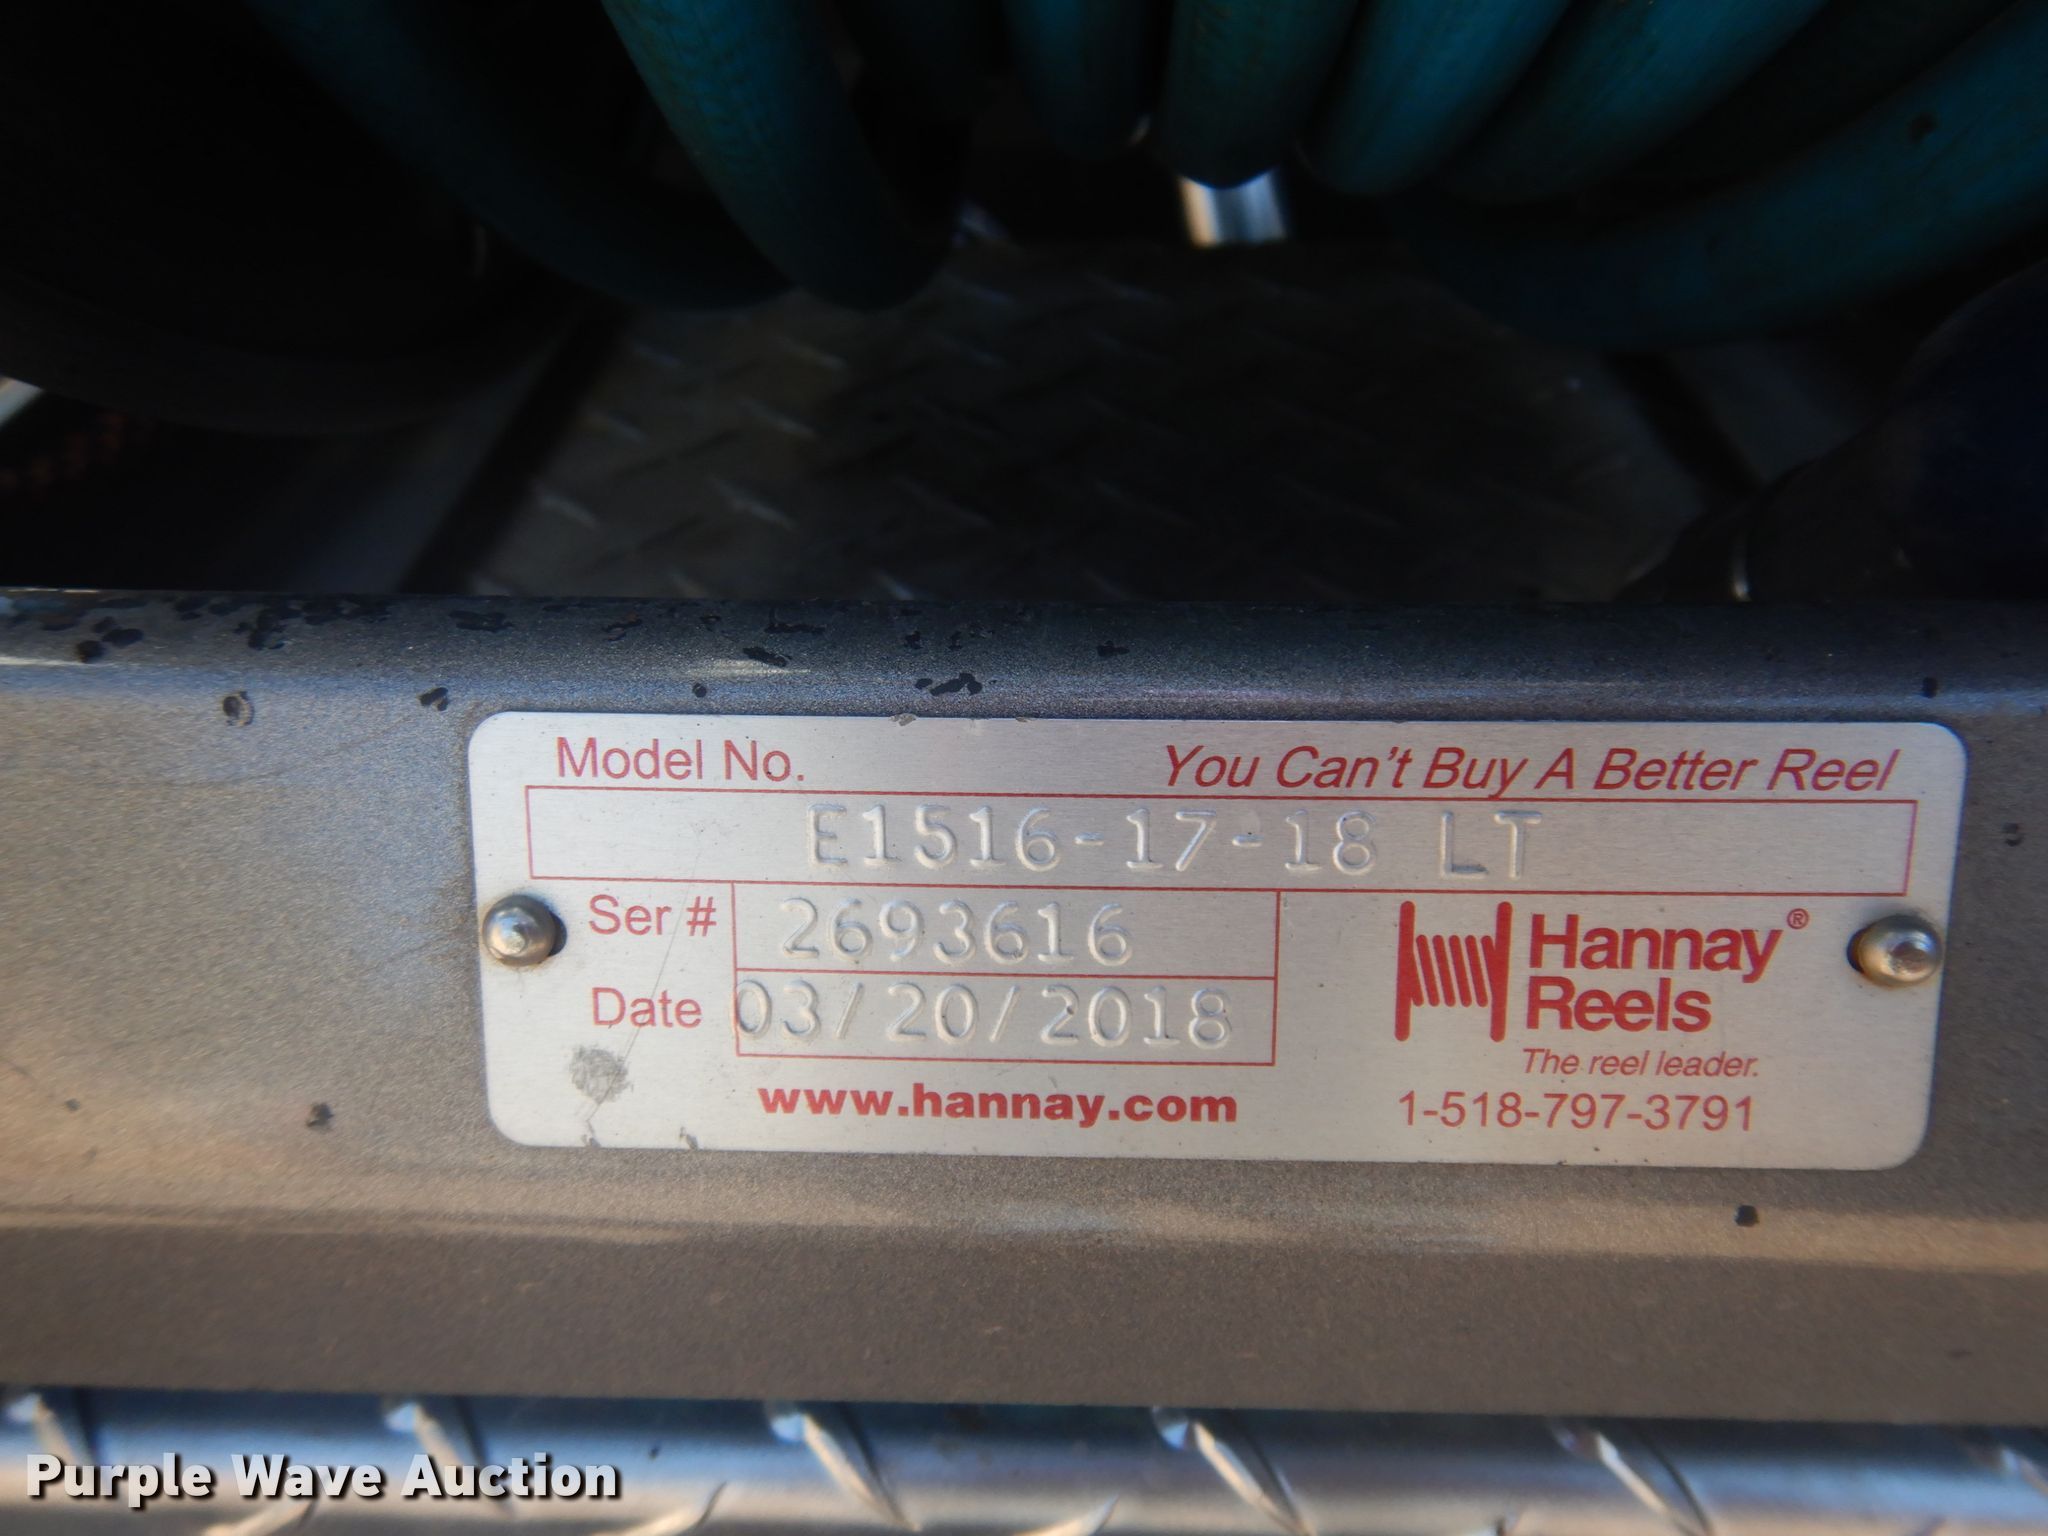 Model No. You Can't Buy A Better Reel
E1516-17-18 LT
Ser # 2693616
Date 03/20/2018
Hannay®
Reels
The reel leader.
www.hannay.com 1-518-797-3791
Purple Wave Auction